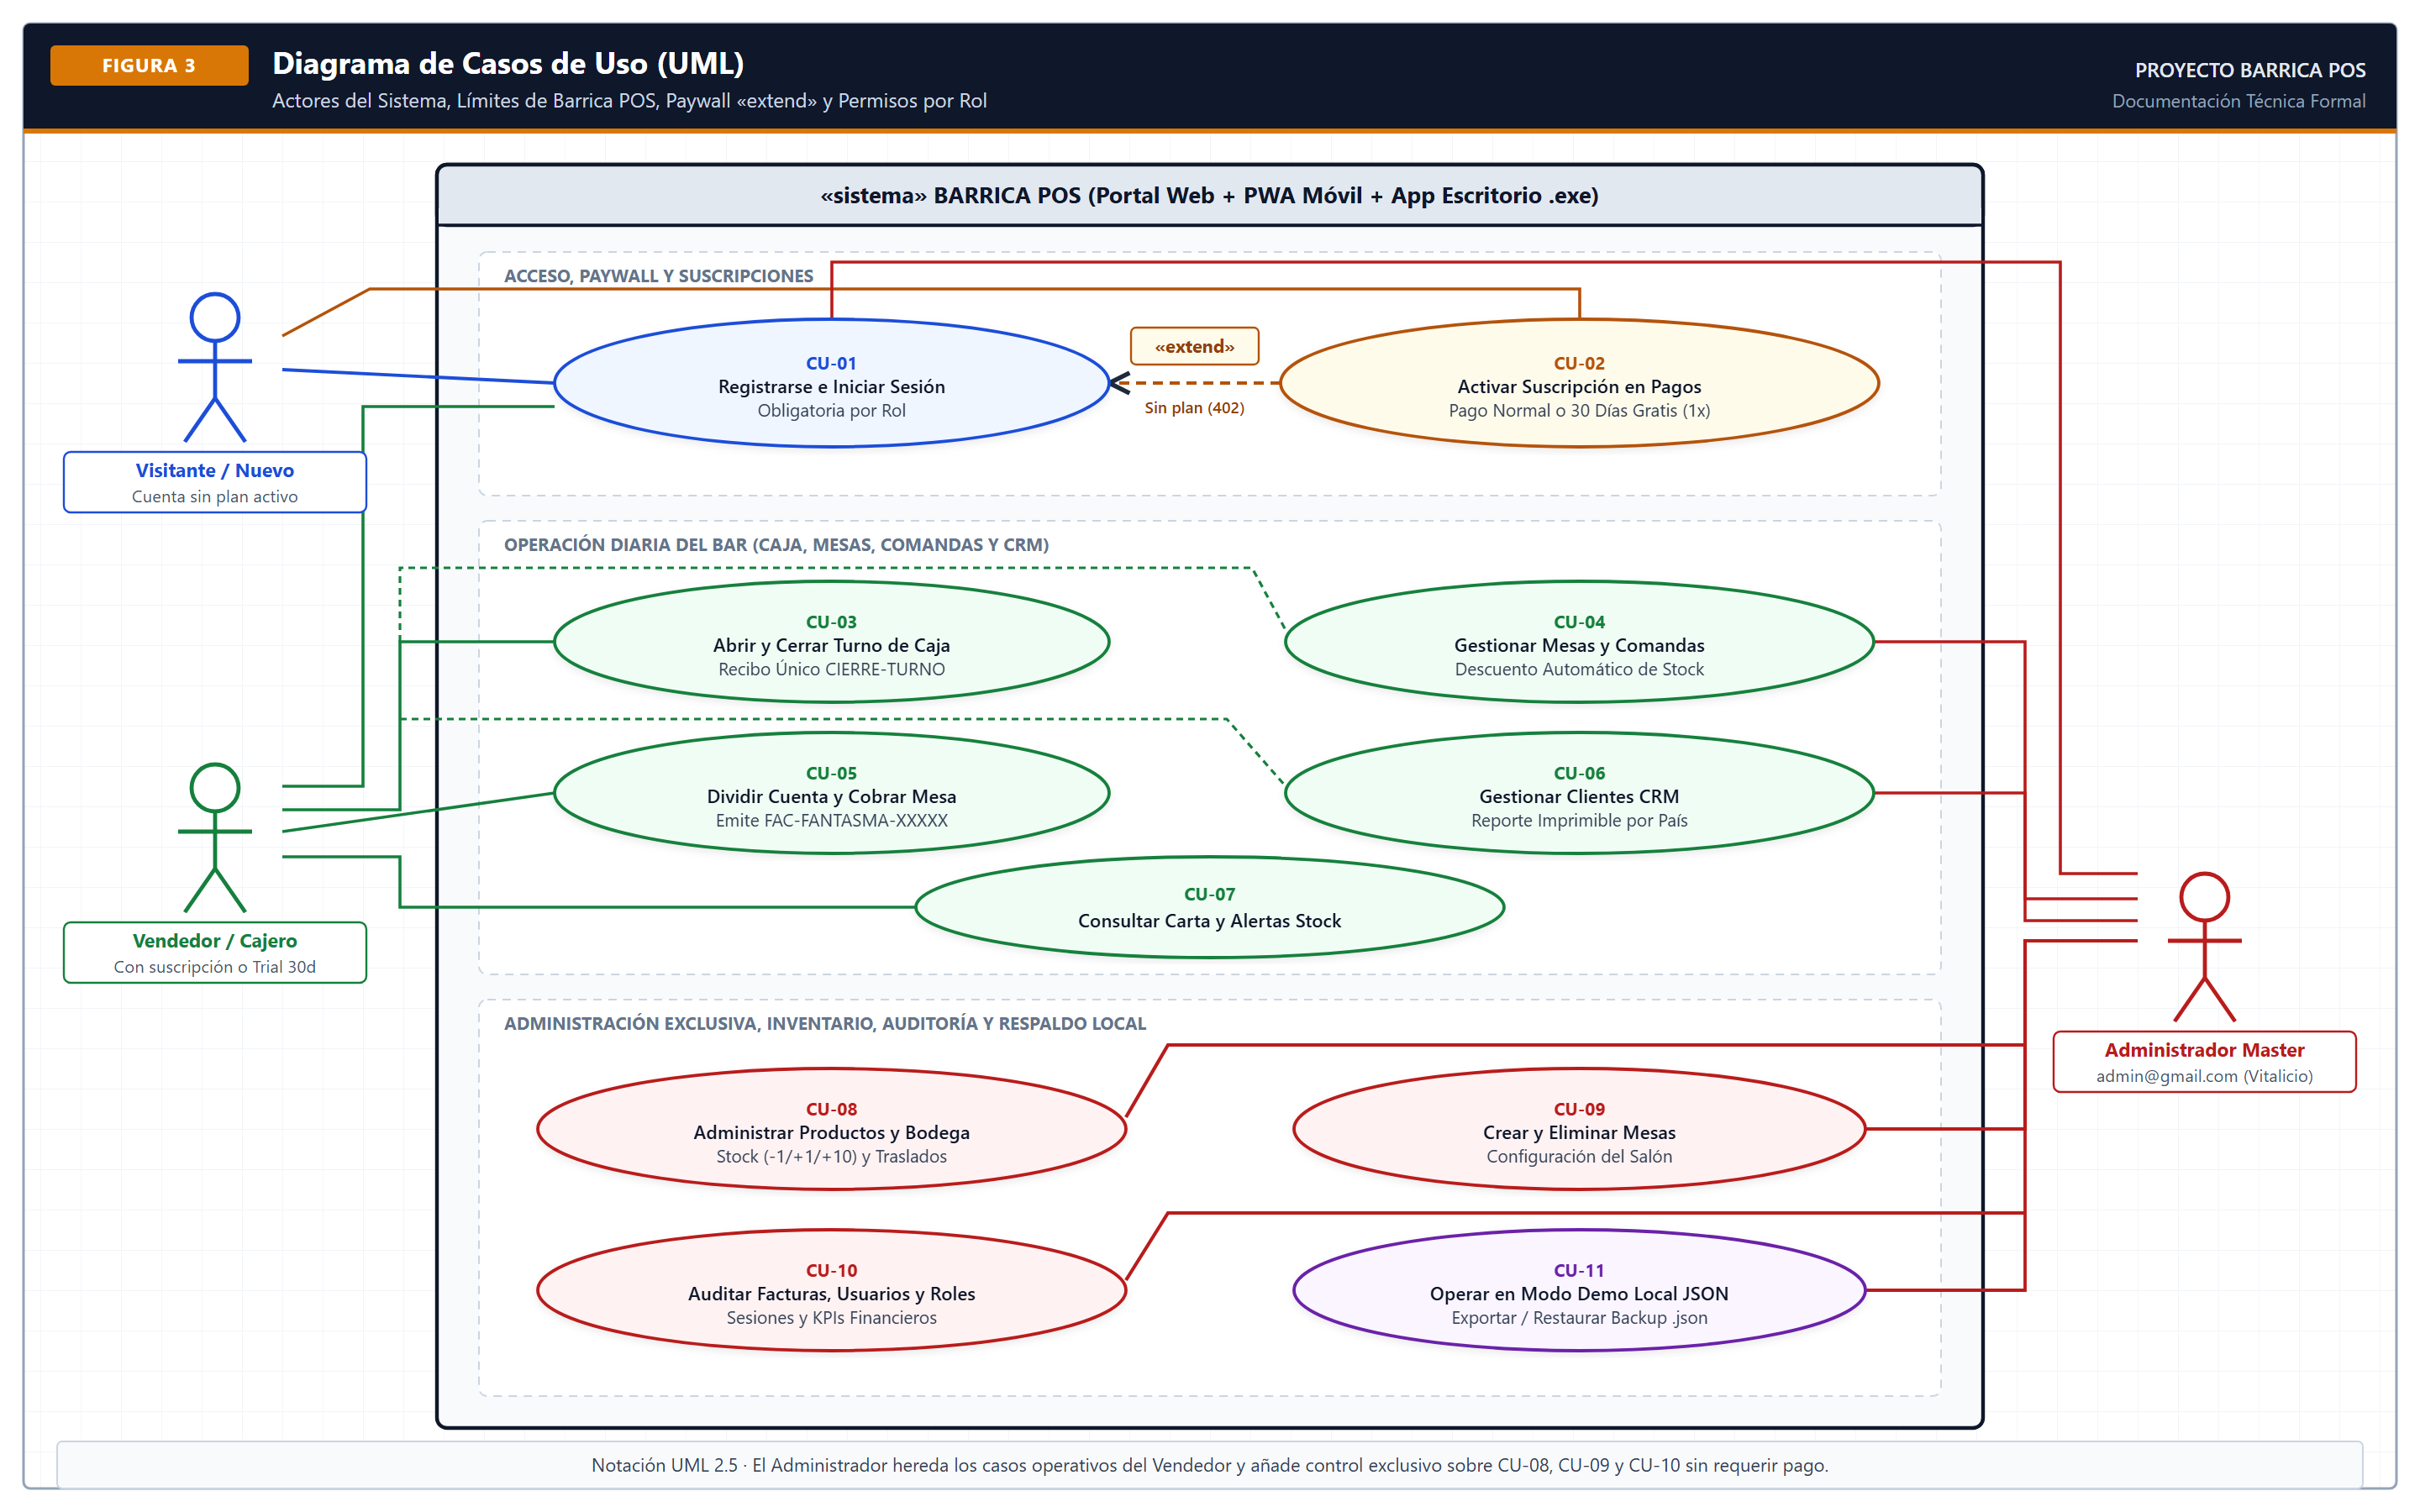 FIGURA 3
Diagrama de Casos de Uso (UML)
Actores del Sistema, Límites de Barrica POS, Paywall «extend» y Permisos por Rol
PROYECTO BARRICA POS
Documentación Técnica Formal
«sistema» BARRICA POS (Portal Web + PWA Móvil + App Escritorio .exe)
ACCESO, PAYWALL Y SUSCRIPCIONES
CU-01
Registrarse e Iniciar Sesión
Obligatoria por Rol
«extend»
Sin plan (402)
CU-02
Activar Suscripción en Pagos
Pago Normal o 30 Días Gratis (1x)
Visitante / Nuevo
Cuenta sin plan activo
OPERACIÓN DIARIA DEL BAR (CAJA, MESAS, COMANDAS Y CRM)
CU-03
Abrir y Cerrar Turno de Caja
Recibo Único CIERRE-TURNO
CU-04
Gestionar Mesas y Comandas
Descuento Automático de Stock
CU-05
Dividir Cuenta y Cobrar Mesa
Emite FAC-FANTASMA-XXXXX
CU-06
Gestionar Clientes CRM
Reporte Imprimible por País
CU-07
Consultar Carta y Alertas Stock
Vendedor / Cajero
Con suscripción o Trial 30d
ADMINISTRACIÓN EXCLUSIVA, INVENTARIO, AUDITORÍA Y RESPALDO LOCAL
Administrador Master
admin@gmail.com (Vitalicio)
CU-08
Administrar Productos y Bodega
Stock (-1/+1/+10) y Traslados
CU-09
Crear y Eliminar Mesas
Configuración del Salón
CU-10
Auditar Facturas, Usuarios y Roles
Sesiones y KPIs Financieros
CU-11
Operar en Modo Demo Local JSON
Exportar / Restaurar Backup .json
Notación UML 2.5 · El Administrador hereda los casos operativos del Vendedor y añade control exclusivo sobre CU-08, CU-09 y CU-10 sin requerir pago.